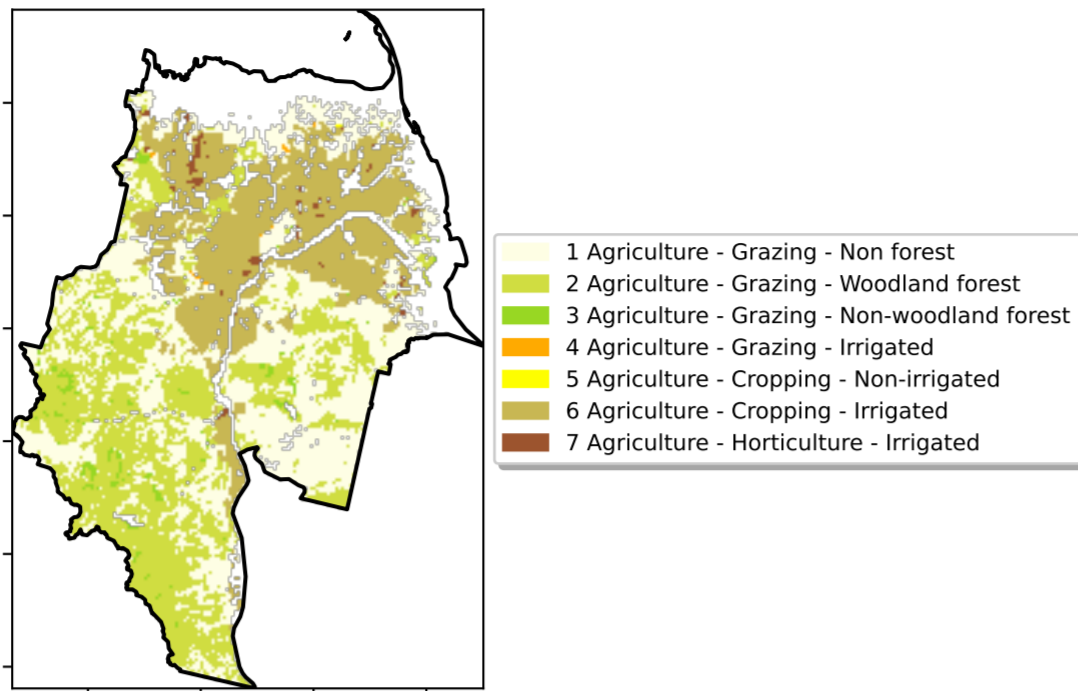 1 Agriculture - Grazing - Non forest
2 Agriculture - Grazing - Woodland forest
3 Agriculture - Grazing - Non-woodland forest
4 Agriculture - Grazing - Irrigated
5 Agriculture - Cropping - Non-irrigated
6 Agriculture - Cropping - Irrigated
7 Agriculture - Horticulture - Irrigated